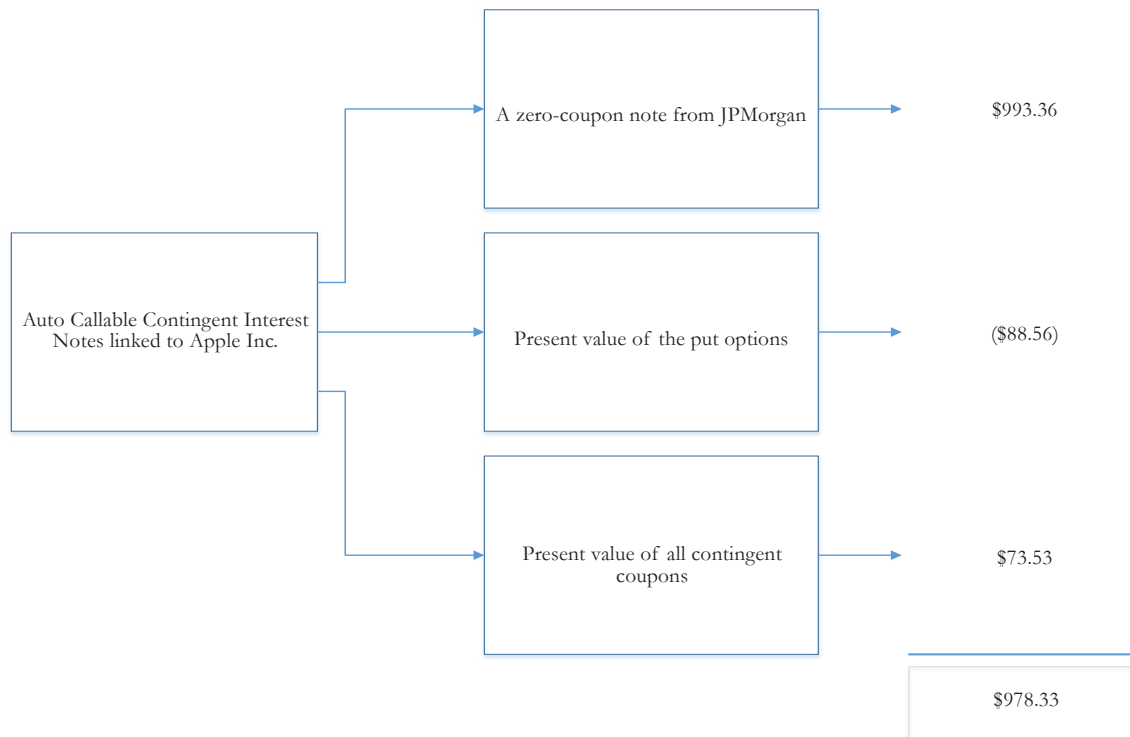 A zero-coupon note from JPMorgan
$993.36
Auto Callable Contingent Interest
Notes linked to Apple Inc.
Present value of the put options
($88.56)
Present value of all contingent
coupons
$73.53
$978.33